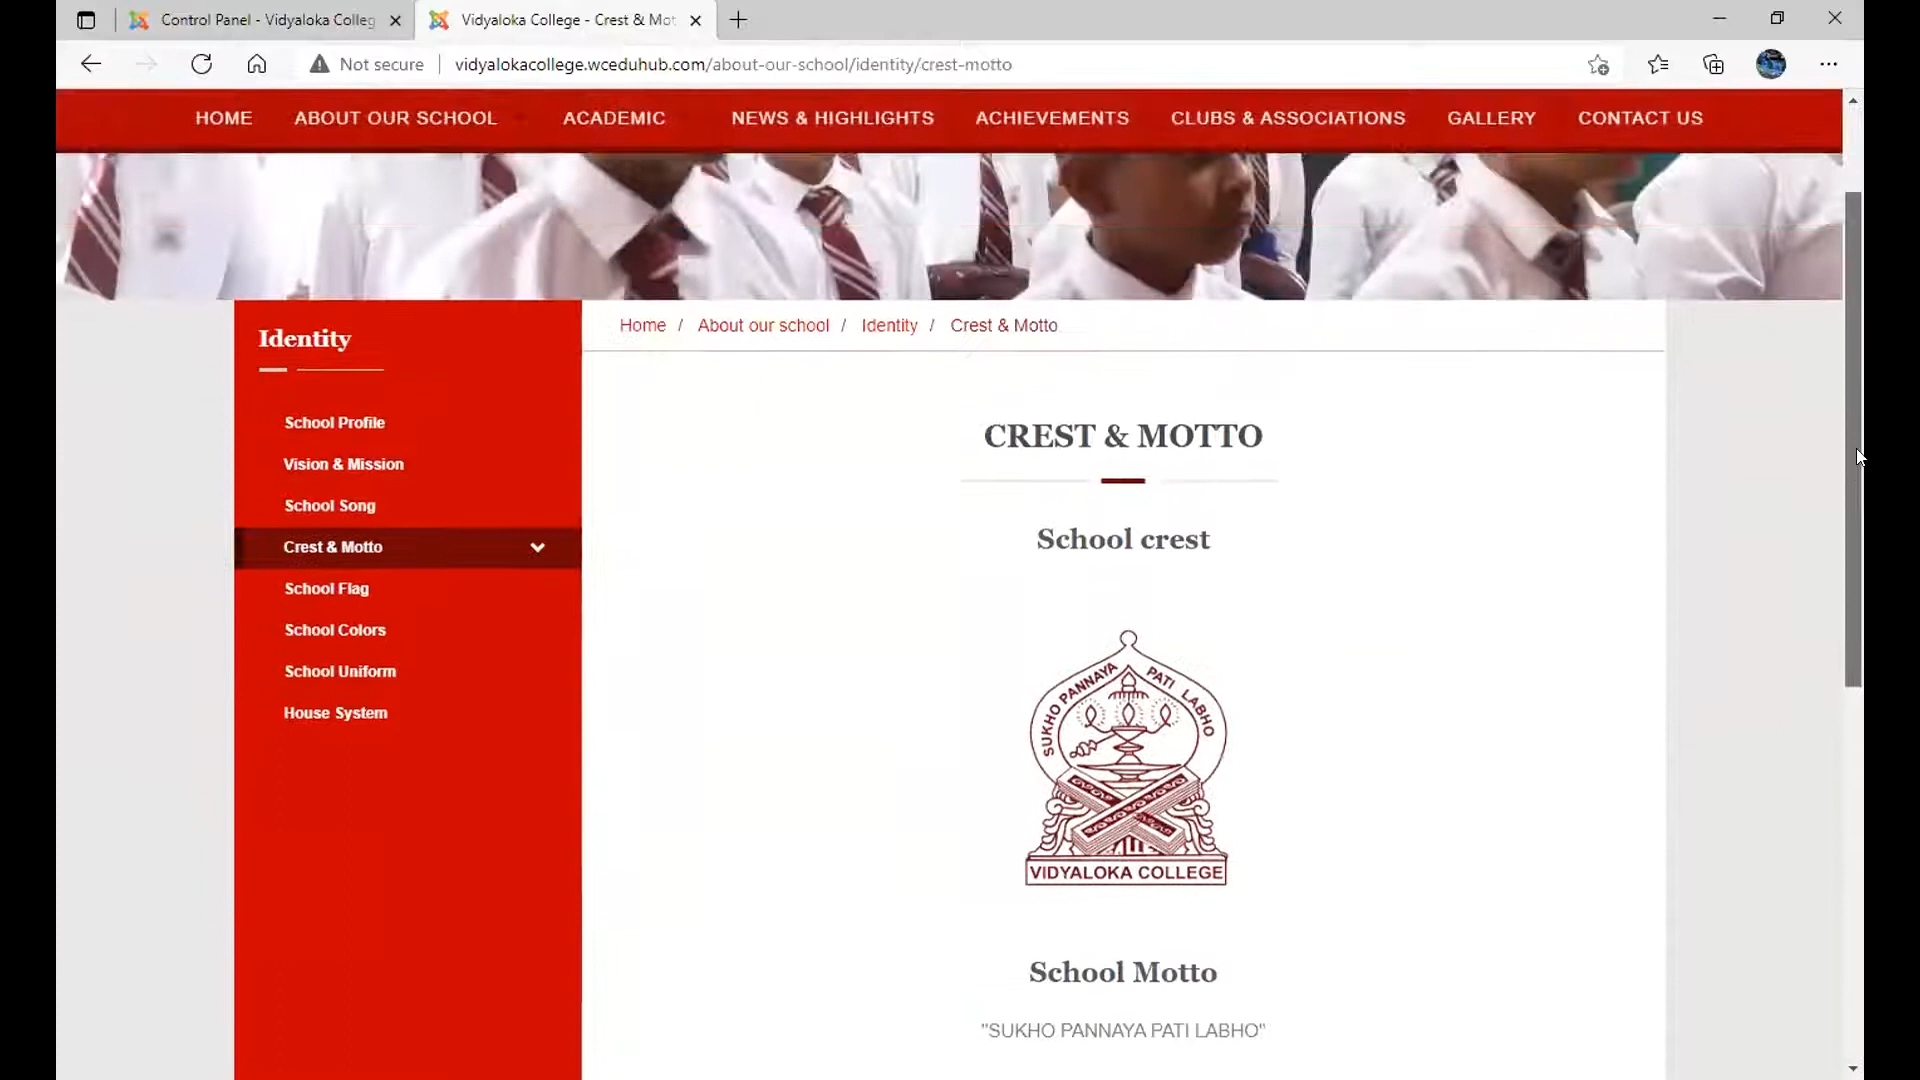 Control Panel - Vidyaloka Colleg
Vidyaloka College - Crest & Mot
Not secure
vidyalokacollege.wceduhub.com/about-our-school/identity/crest-motto
HOME ABOUT OUR SCHOOL ACADEMIC NEWS & HIGHLIGHTS ACHIEVEMENTS CLUBS & ASSOCIATIONS GALLERY CONTACT US
Identity
School Profile
Vision & Mission
School Song
Crest & Motto
School Flag
School Colors
School Uniform
House System
Home / About our school / Identity / Crest & Motto
CREST & MOTTO
School crest
SUKHO PANNAYA PATI LABHO
VIDYALOKA COLLEGE
School Motto
"SUKHO PANNAYA PATI LABHO"